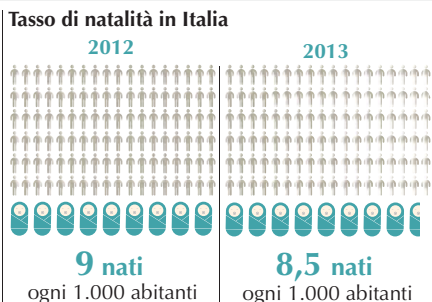 Tasso di natalità in Italia
2012
2013
9 nati
ogni 1.000 abitanti
8,5 nati
ogni 1.000 abitanti